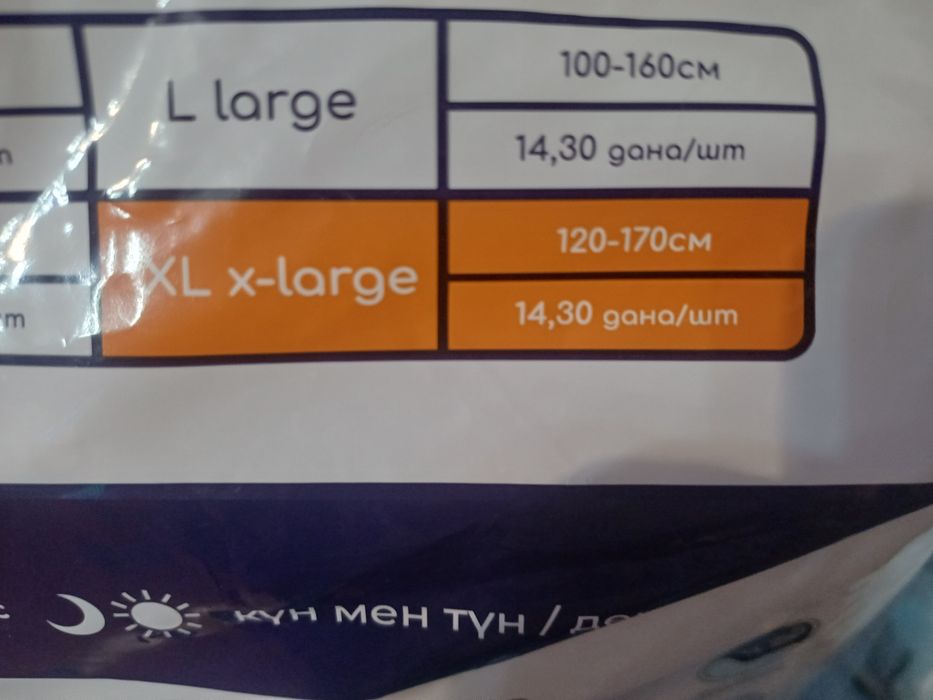 L large
100-160см
14,30 дана/шт
XL x-large
120-170см
14,30 дана/шт
күн мен түн /